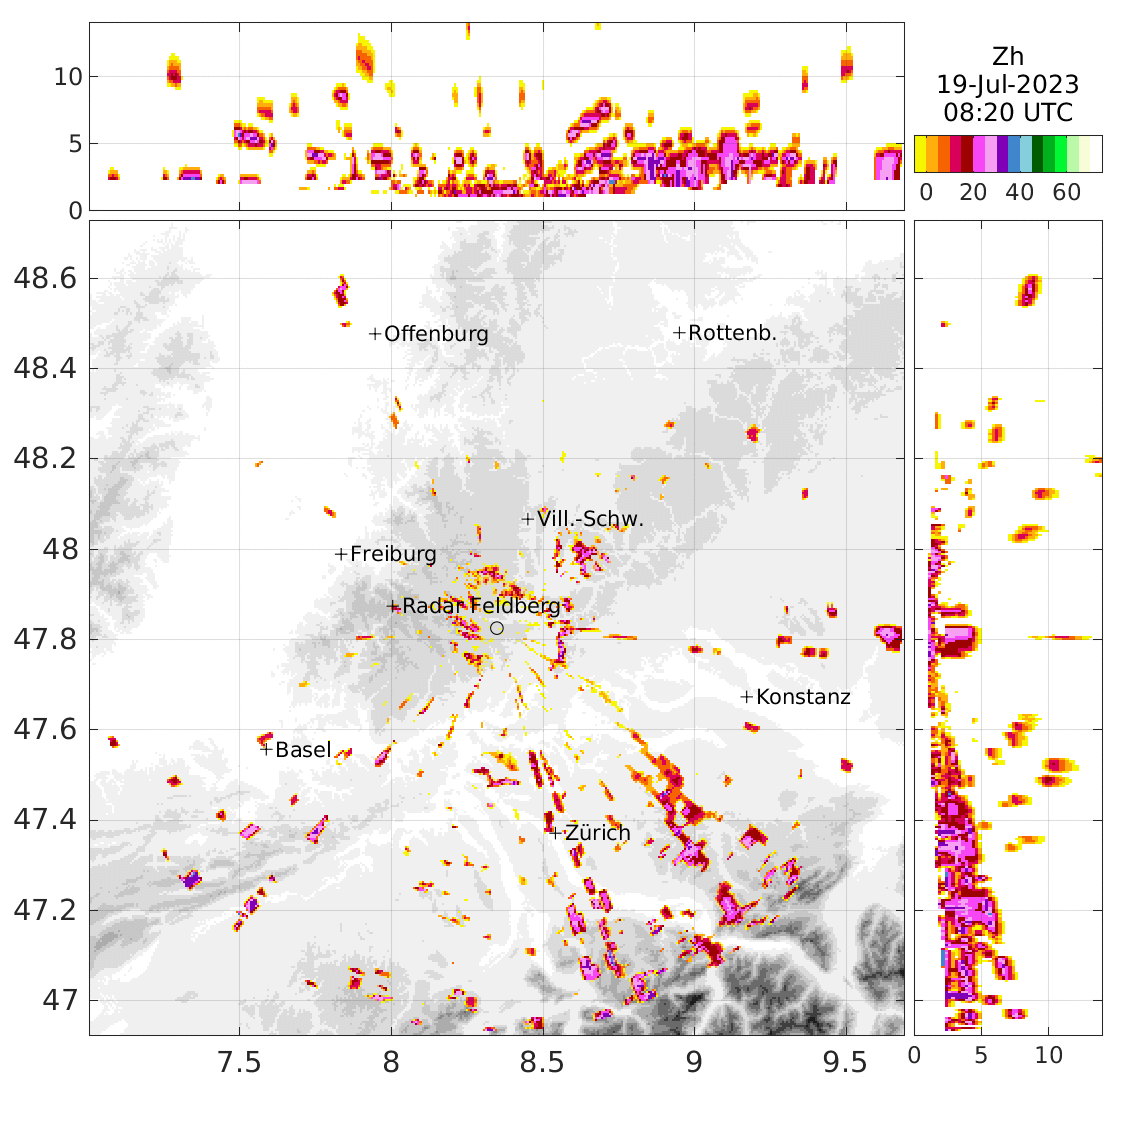 10
5
0
Zh
19-Jul-2023
08:20 UTC
0 20 40 60
48.6
48.4
48.2
48
47.8
47.6
47.4
47.2
47
+Offenburg
+Rottenb.
+Vill.-Schw.
+Freiburg
+Radar Feldberg
+Konstanz
+Basel
+Zürich
7.5 8 8.5 9 9.5
0 5 10